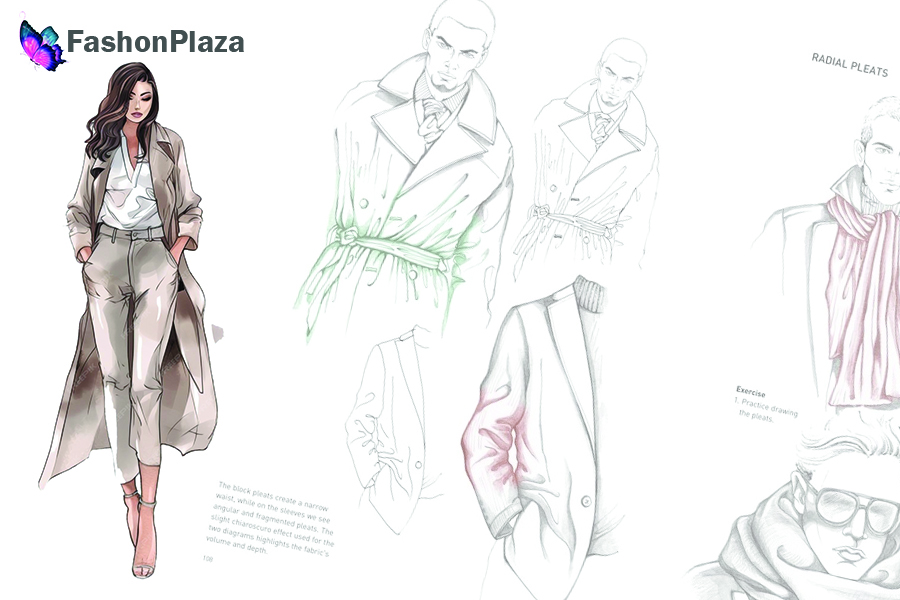 FashonPlaza
RADIAL PLEATS
Exercise
1. Practice drawing
the pleats.
The block pleats create a narrow
waist, while on the sleeves we see
angular and fragmented pleats. The
slight chiaroscuro effect used for the
two diagrams highlights the fabric's
volume and depth.
108